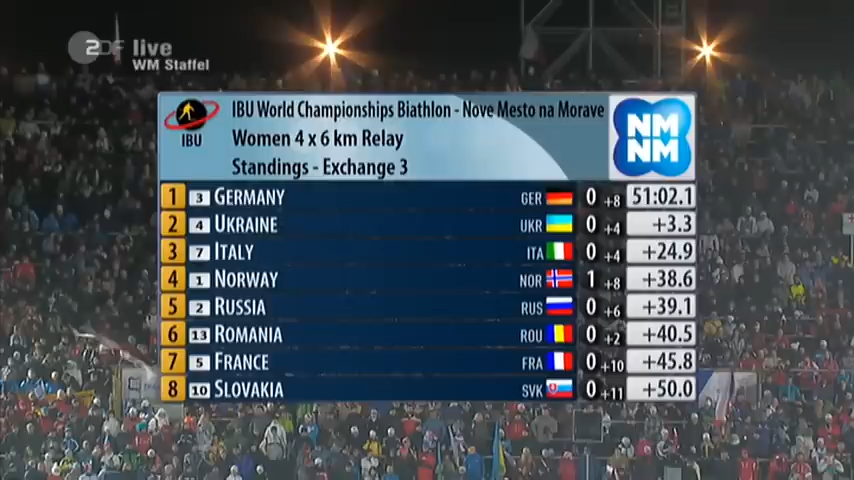 ZDF live
WM Staffel
IBU World Championships Biathlon - Nove Mesto na Morave
Women 4 x 6 km Relay
Standings - Exchange 3
IBU
NM
NM
1 3 GERMANY GER 0 +8 51:02.1
2 4 UKRAINE UKR 0 +4 +3.3
3 7 ITALY ITA 0 +4 +24.9
4 1 NORWAY NOR 1 +8 +38.6
5 2 RUSSIA RUS 0 +6 +39.1
6 13 ROMANIA ROU 0 +2 +40.5
7 5 FRANCE FRA 0 +10 +45.8
8 10 SLOVAKIA SVK 0 +11 +50.0